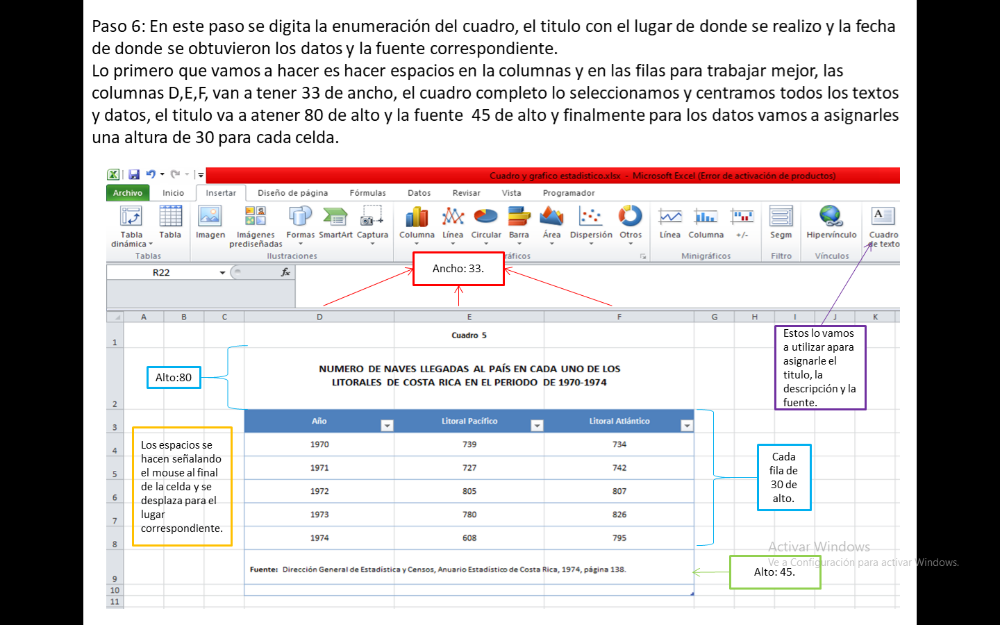 Paso 6: En este paso se digita la enumeración del cuadro, el titulo con el lugar de donde se realizo y la fecha
de donde se obtuvieron los datos y la fuente correspondiente.
Lo primero que vamos a hacer es hacer espacios en la columnas y en las filas para trabajar mejor, las
columnas D,E,F, van a tener 33 de ancho, el cuadro completo lo seleccionamos y centramos todos los textos
y datos, el titulo va a atener 80 de alto y la fuente 45 de alto y finalmente para los datos vamos a asignarles
una altura de 30 para cada celda.
Cuadro y grafico estadistico.xlsx - Microsoft Excel (Error de activación de productos)
Archivo Inicio Insertar Diseño de página Fórmulas Datos Revisar Vista Programador
Tabla dinámica Tabla Imagen Imágenes prediseñadas Formas SmartArt Captura Columna Línea Circular Barra Área Dispersión Otros Línea Columna +/- Segm Hipervínculo Cuadro de texto
Tablas Ilustraciones ráficos Minigráficos Filtro Vínculos
Ancho: 33.
R22 fx
A B C D E F G H I J K
1 Cuadro 5
Alto:80
2 NUMERO DE NAVES LLEGADAS AL PAÍS EN CADA UNO DE LOS
LITORALES DE COSTA RICA EN EL PERIODO DE 1970-1974
Estos lo vamos
a utilizar apara
asignarle el
titulo, la
descripción y la
fuente.
3 Año Litoral Pacífico Litoral Atlántico
4 1970 739 734
5 1971 727 742
6 1972 805 807
7 1973 780 826
8 1974 608 795
Los espacios se
hacen señalando
el mouse al final
de la celda y se
desplaza para el
lugar
correspondiente.
Cada
fila de
30 de
alto.
9 Fuente: Dirección General de Estadística y Censos, Anuario Estadístico de Costa Rica, 1974, página 138.
Alto: 45.
10
11
Activar Windows
Ve a Configuración para activar Windows.